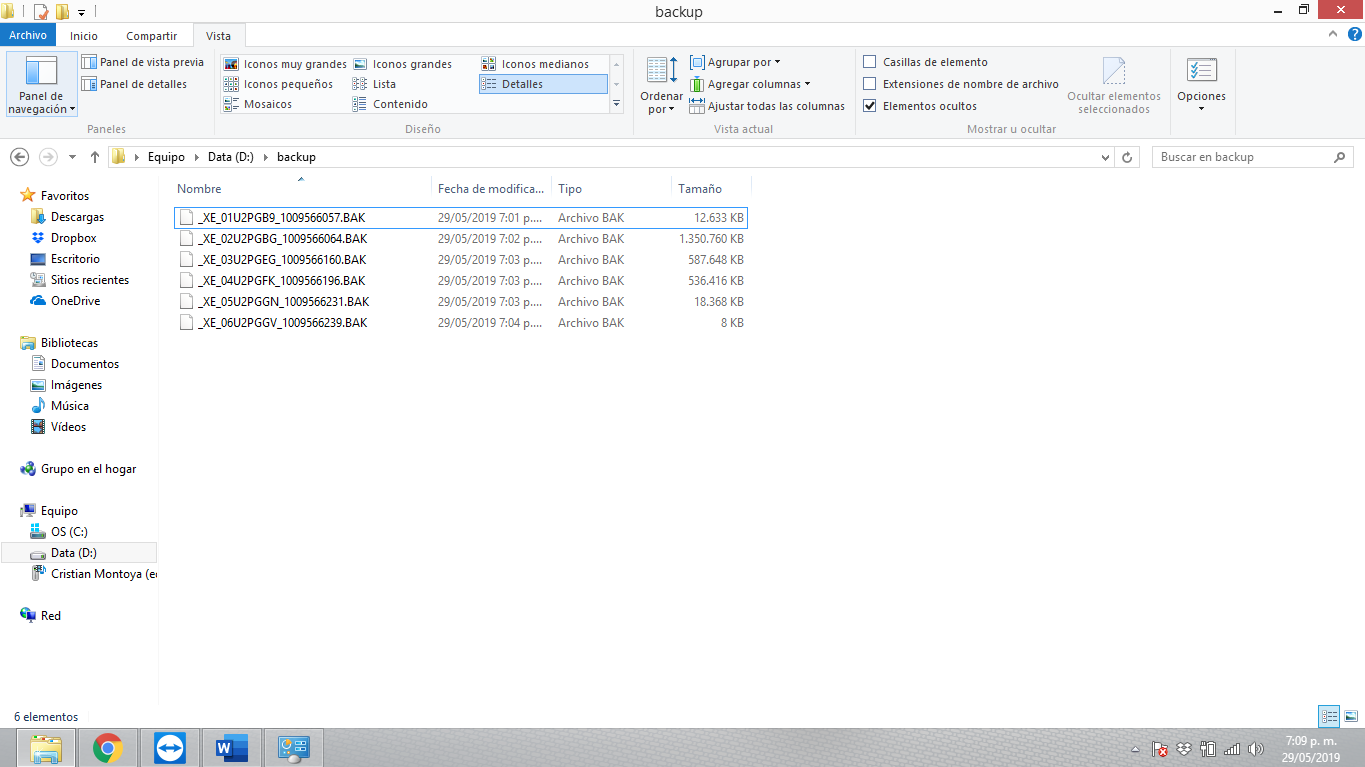 backup
Archivo Inicio Compartir Vista
Panel de navegación
Panel de vista previa
Panel de detalles
Paneles
Iconos muy grandes Iconos grandes Iconos medianos
Iconos pequeños Lista Detalles
Mosaicos Contenido
Diseño
Ordenar por
Agrupar por
Agregar columnas
Ajustar todas las columnas
Vista actual
Casillas de elemento
Extensiones de nombre de archivo
Elementos ocultos
Ocultar elementos seleccionados
Mostrar u ocultar
Opciones
Equipo Data (D:) backup
Buscar en backup
Favoritos
Descargas
Dropbox
Escritorio
Sitios recientes
OneDrive
Bibliotecas
Documentos
Imágenes
Música
Vídeos
Grupo en el hogar
Equipo
OS (C:)
Data (D:)
Cristian Montoya (e
Red
Nombre Fecha de modifica... Tipo Tamaño
_XE_01U2PGB9_1009566057.BAK 29/05/2019 7:01 p.... Archivo BAK 12.633 KB
_XE_02U2PGBG_1009566064.BAK 29/05/2019 7:02 p.... Archivo BAK 1.350.760 KB
_XE_03U2PGEG_1009566160.BAK 29/05/2019 7:03 p.... Archivo BAK 587.648 KB
_XE_04U2PGFK_1009566196.BAK 29/05/2019 7:03 p.... Archivo BAK 536.416 KB
_XE_05U2PGGN_1009566231.BAK 29/05/2019 7:03 p.... Archivo BAK 18.368 KB
_XE_06U2PGGV_1009566239.BAK 29/05/2019 7:04 p.... Archivo BAK 8 KB
6 elementos
7:09 p. m.
29/05/2019